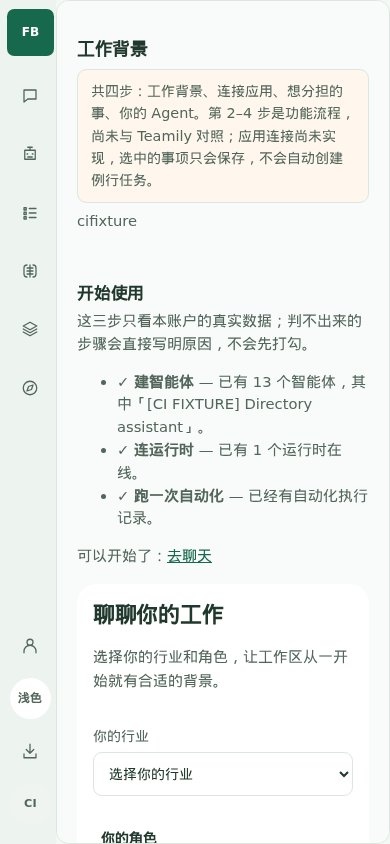 FB
工作背景
共四步：工作背景、连接应用、想分担的
事、你的 Agent。第 2–4 步是功能流程，
尚未与 Teamily 对照；应用连接尚未实
现，选中的事项只会保存，不会自动创建
例行任务。
cifixture
开始使用
这三步只看本账户的真实数据；判不出来的
步骤会直接写明原因，不会先打勾。
• ✓ 建智能体 — 已有 13 个智能体，其
中「[CI FIXTURE] Directory
assistant」。
• ✓ 连运行时 — 已有 1 个运行时在
线。
• ✓ 跑一次自动化 — 已经有自动化执行
记录。
可以开始了：去聊天
聊聊你的工作
选择你的行业和角色，让工作区从一开
始就有合适的背景。
你的行业
选择你的行业
你的角色
浅色
CI